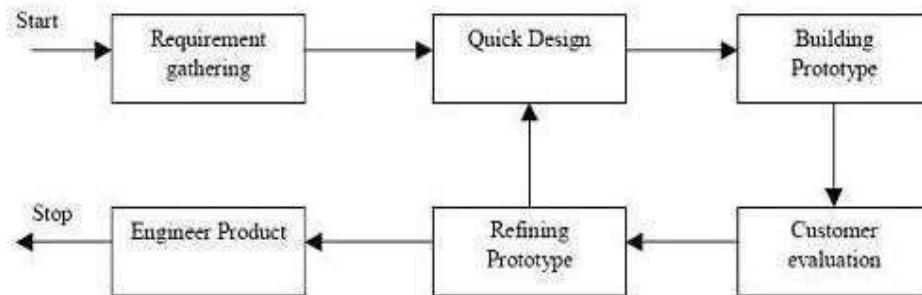 Start
Requirement
gathering
Quick Design
Building
Prototype
Stop
Engineer Product
Refining
Prototype
Customer
evaluation